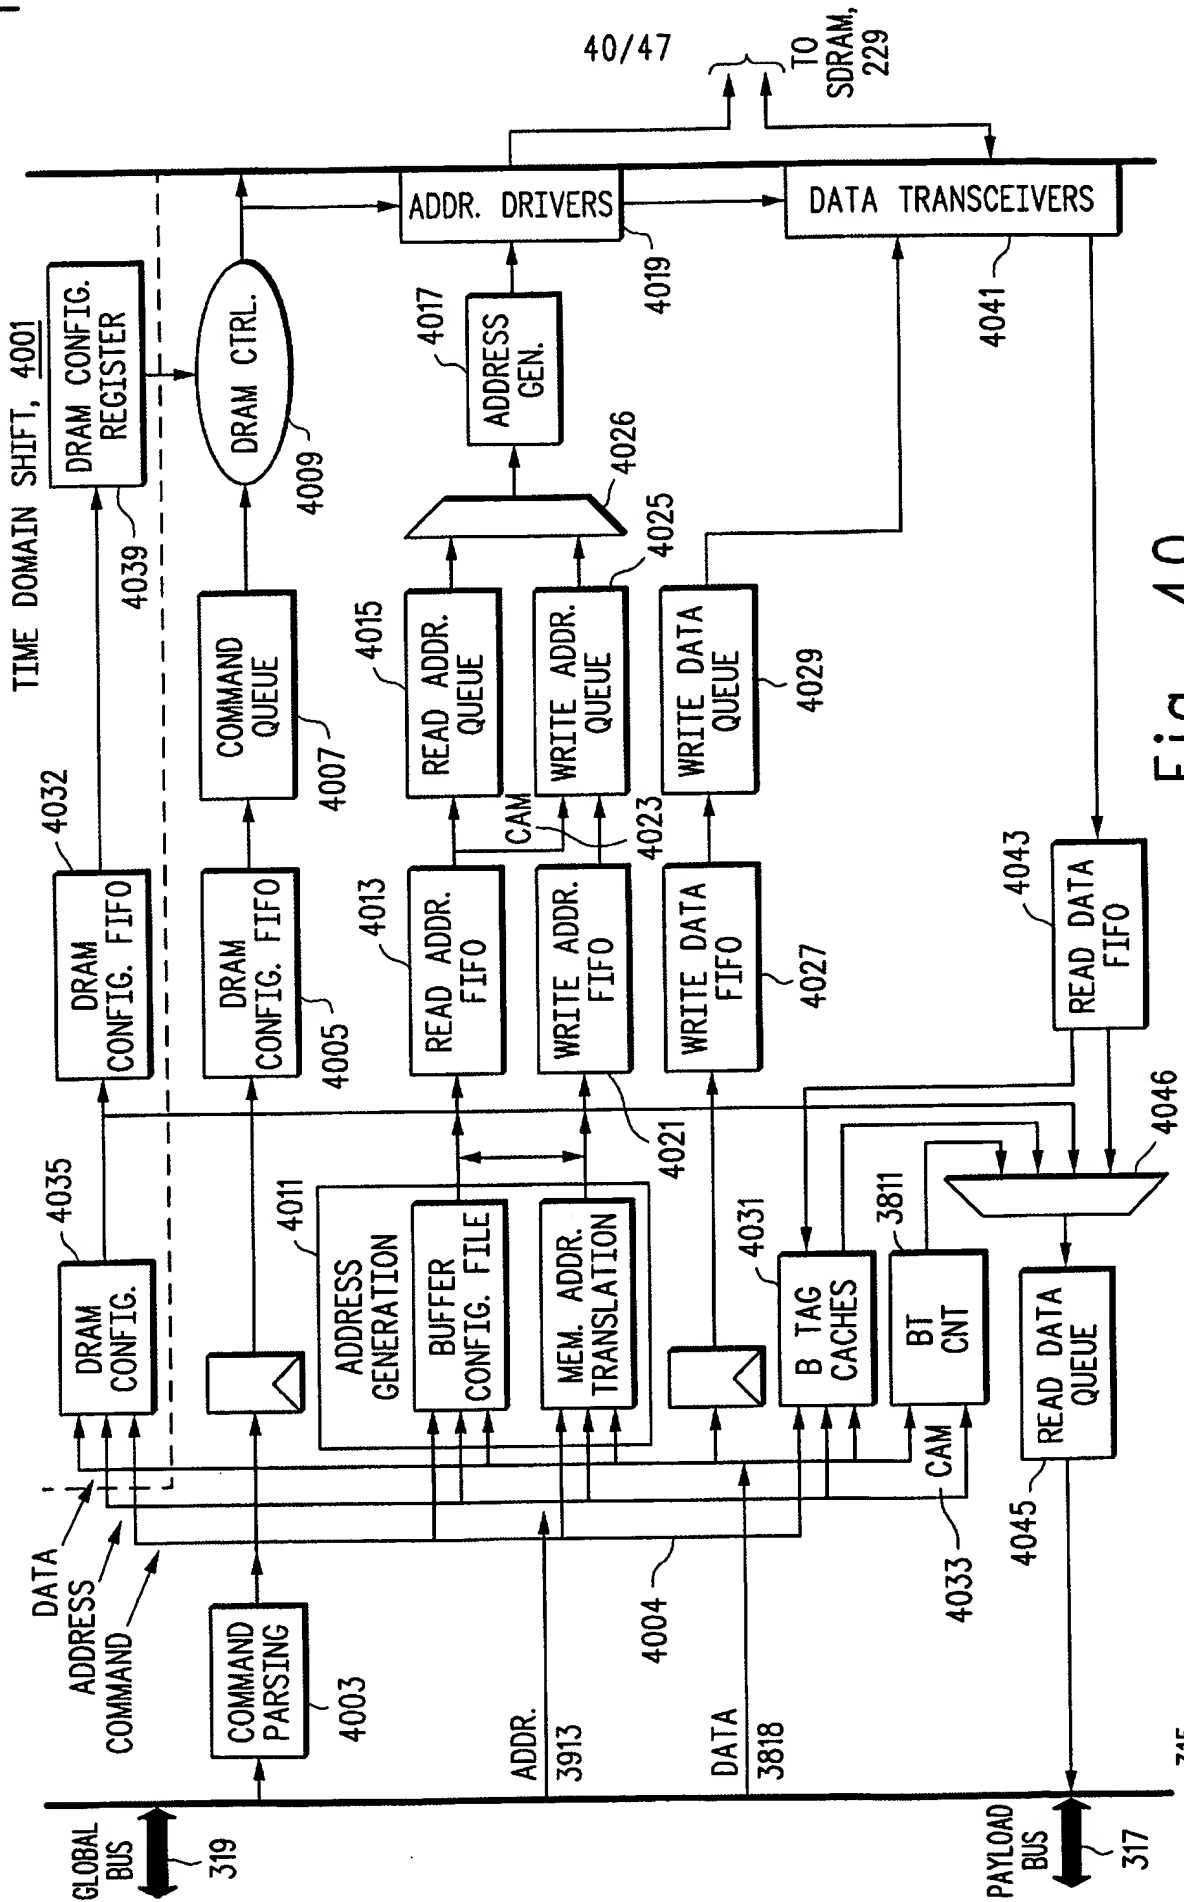 40/47
TO
SDRAM,
229
TIME DOMAIN SHIFT, 4001
DATA
ADDRESS
COMMAND
GLOBAL
BUS
319
COMMAND
PARSING
4003
DRAM
CONFIG.
4035
DRAM
CONFIG. FIFO
4032
DRAM CONFIG.
REGISTER
4039
DRAM
CONFIG. FIFO
4005
COMMAND
QUEUE
4007
DRAM CTRL.
4009
ADDR. DRIVERS
4019
DATA TRANSCEIVERS
4041
4011
ADDRESS
GENERATION
BUFFER
CONFIG. FILE
MEM. ADDR.
TRANSLATION
READ ADDR.
FIFO
4013
READ ADDR.
QUEUE
4015
CAM
4023
WRITE ADDR.
FIFO
4021
WRITE ADDR.
QUEUE
4025
4026
ADDRESS
GEN.
4017
WRITE DATA
FIFO
4027
WRITE DATA
QUEUE
4029
ADDR.
3913
DATA
3818
4004
B TAG
CACHES
4031
BT
CNT
3811
CAM
4033
READ DATA
FIFO
4043
4046
READ DATA
QUEUE
4045
PAYLOAD
BUS
317